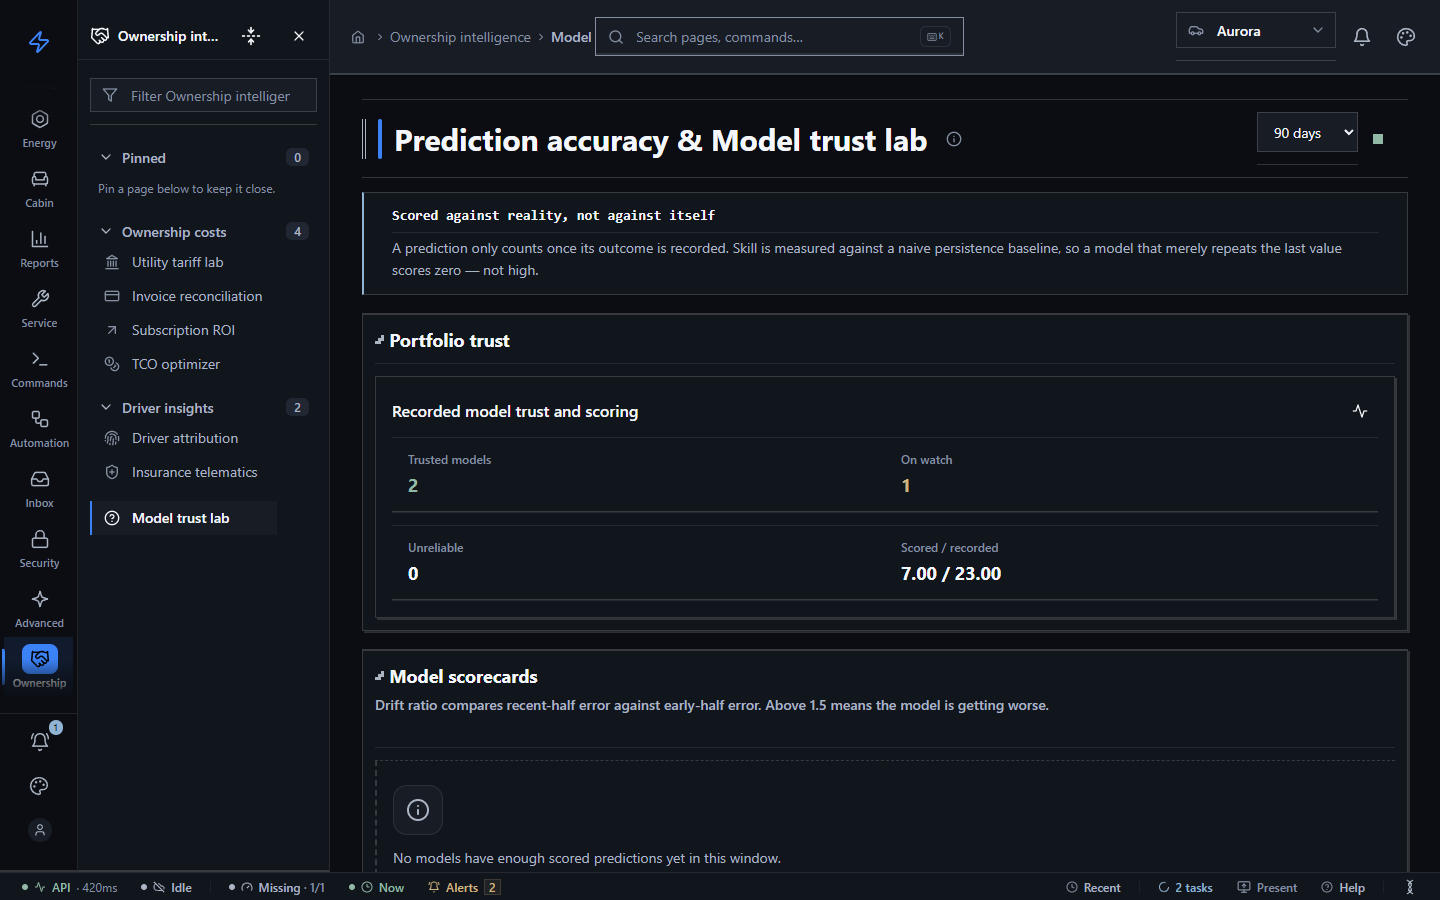 Ownership int...
Ownership intelligence
Model
Search pages, commands...
K
Aurora
Energy
Cabin
Reports
Service
Commands
Automation
Inbox
Security
Advanced
Ownership
1
Filter Ownership intelliger
Pinned
0
Pin a page below to keep it close.
Ownership costs
4
Utility tariff lab
Invoice reconciliation
Subscription ROI
TCO optimizer
Driver insights
2
Driver attribution
Insurance telematics
Model trust lab
Prediction accuracy & Model trust lab
90 days
Scored against reality, not against itself
A prediction only counts once its outcome is recorded. Skill is measured against a naive persistence baseline, so a model that merely repeats the last value
scores zero — not high.
Portfolio trust
Recorded model trust and scoring
Trusted models
2
On watch
1
Unreliable
0
Scored / recorded
7.00 / 23.00
Model scorecards
Drift ratio compares recent-half error against early-half error. Above 1.5 means the model is getting worse.
No models have enough scored predictions yet in this window.
API · 420ms
Idle
Missing · 1/1
Now
Alerts 2
Recent
2 tasks
Present
Help